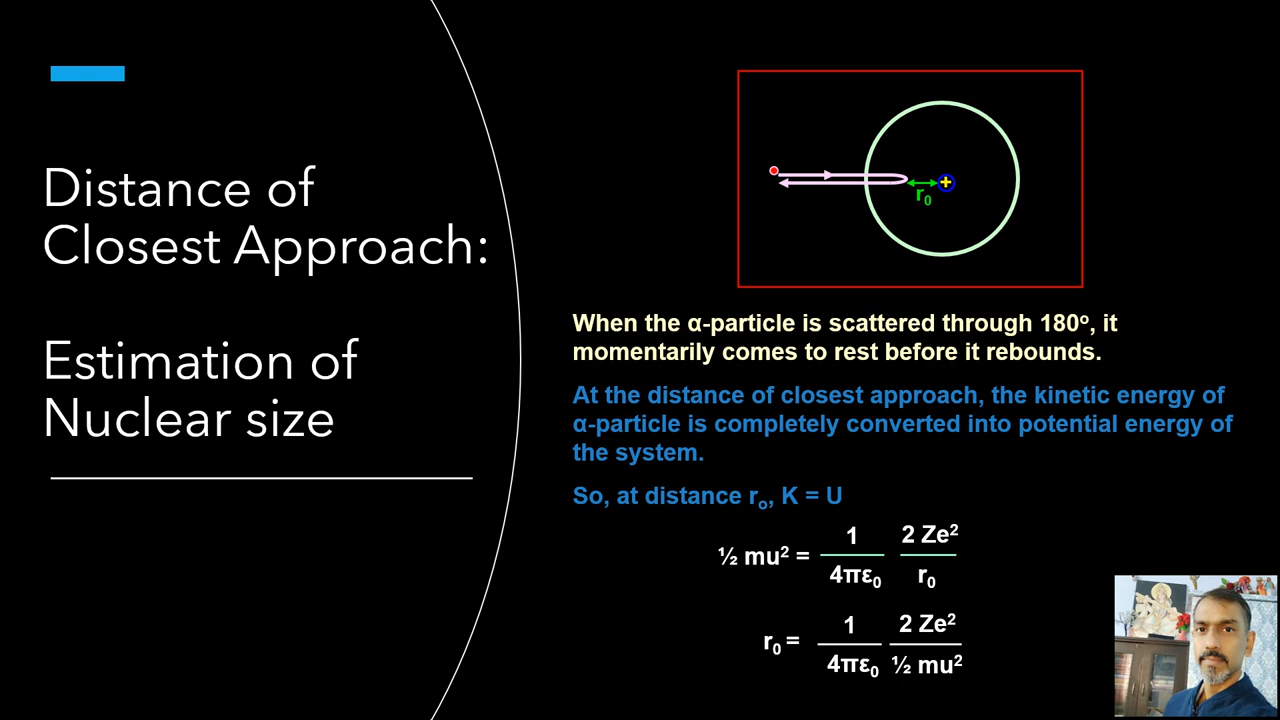 Distance of
Closest Approach:
Estimation of
Nuclear size
+
r₀
When the α-particle is scattered through 180º, it
momentarily comes to rest before it rebounds.
At the distance of closest approach, the kinetic energy of
α-particle is completely converted into potential energy of
the system.
So, at distance rₒ, K = U
½ mu² = 1 2 Ze²
4πε₀ r₀
r₀ = 1 2 Ze²
4πε₀ ½ mu²